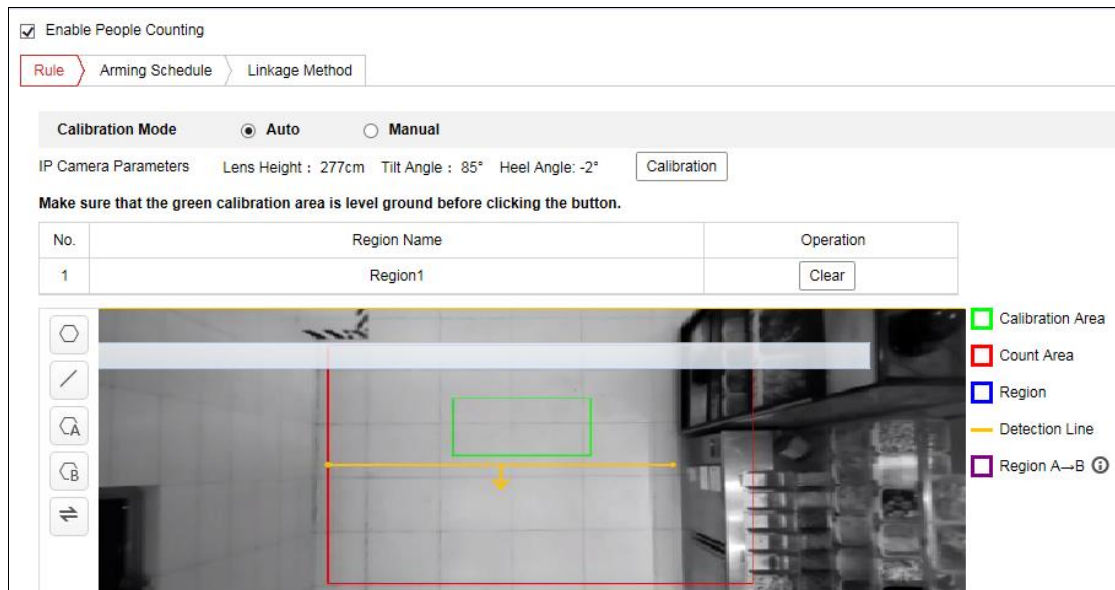 Enable People Counting
Rule Arming Schedule Linkage Method
Calibration Mode Auto Manual
IP Camera Parameters Lens Height : 277cm Tilt Angle : 85° Heel Angle: -2° Calibration
Make sure that the green calibration area is level ground before clicking the button.
No. Region Name Operation
1 Region1 Clear
Calibration Area
Count Area
Region
Detection Line
Region A→B
A
B